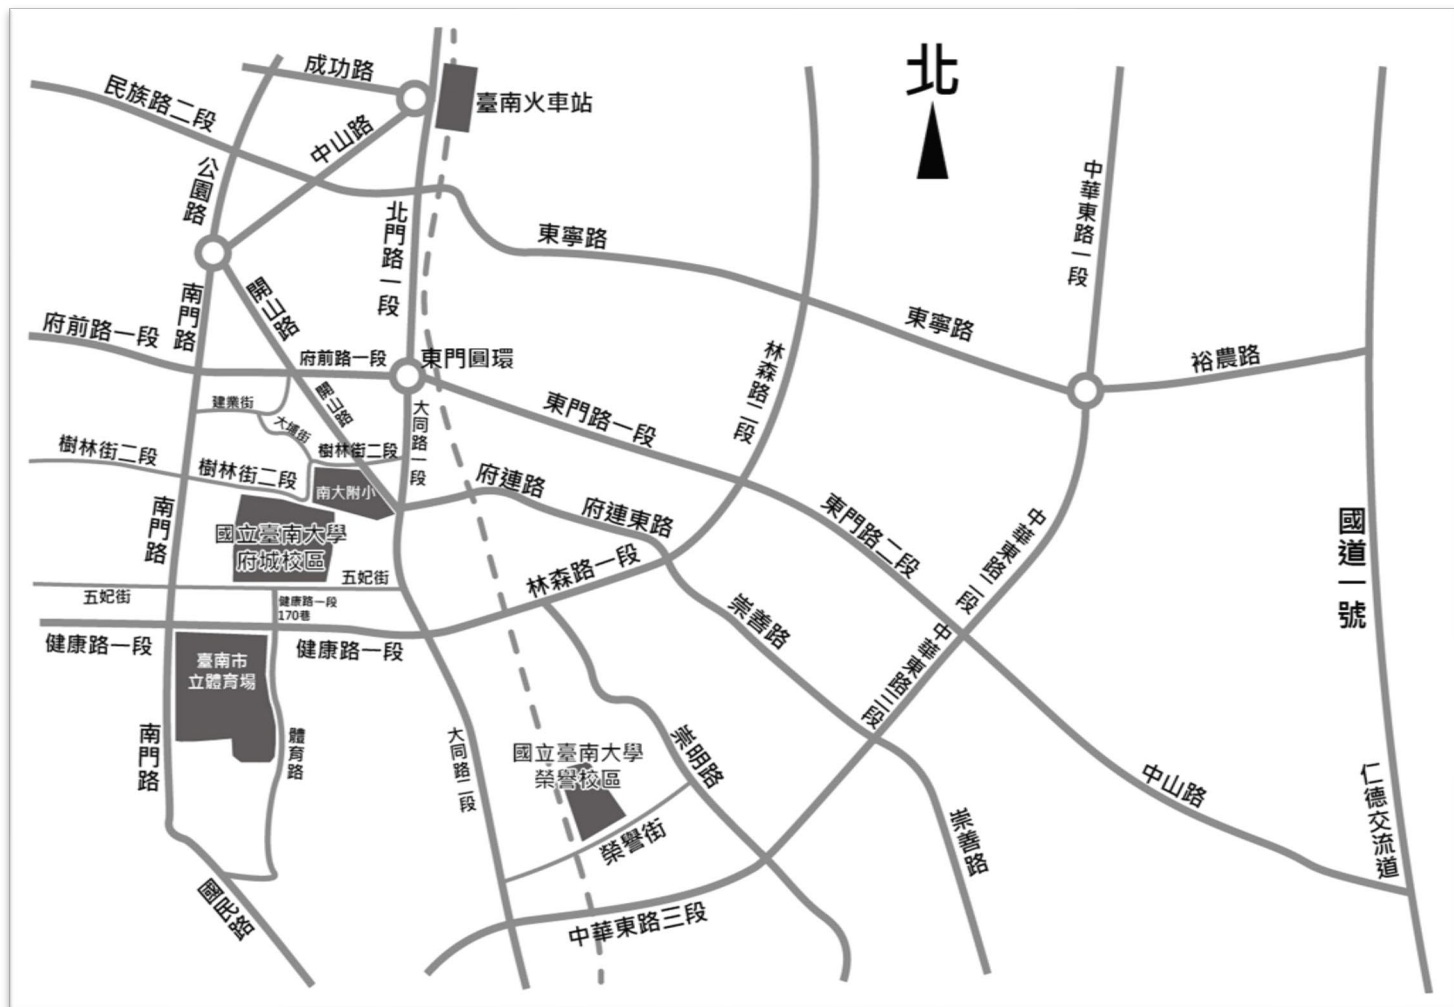 成功路
北
民族路二段
臺南火車站
中山路
公園路
中華東路一段
北門路一段
東寧路
南門路
開山路
東寧路
府前路一段
府前路一段
東門圓環
林森路二段
裕農路
建業街
開山路
大同路一段
東門路一段
大埔街
樹林街二段
樹林街二段
樹林街二段
南大附小
府連路
府連東路
東門路二段
南門路
國立臺南大學
府城校區
中華東路二段
國道一號
五妃街
林森路一段
五妃街
健康路一段
170巷
崇善路
健康路一段
健康路一段
中華東路三段
臺南市
立體育場
南門路
體育路
大同路二段
國立臺南大學
榮譽校區
崇明路
中山路
仁德交流道
榮譽街
崇善路
國民路
中華東路三段